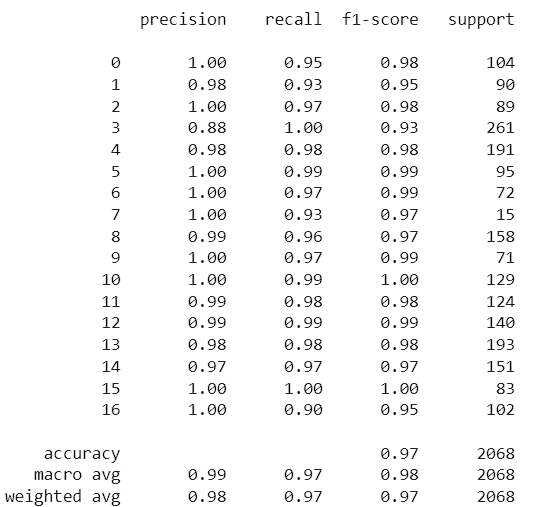 precision recall f1-score support
0 1.00 0.95 0.98 104
1 0.98 0.93 0.95 90
2 1.00 0.97 0.98 89
3 0.88 1.00 0.93 261
4 0.98 0.98 0.98 191
5 1.00 0.99 0.99 95
6 1.00 0.97 0.99 72
7 1.00 0.93 0.97 15
8 0.99 0.96 0.97 158
9 1.00 0.97 0.99 71
10 1.00 0.99 1.00 129
11 0.99 0.98 0.98 124
12 0.99 0.99 0.99 140
13 0.98 0.98 0.98 193
14 0.97 0.97 0.97 151
15 1.00 1.00 1.00 83
16 1.00 0.90 0.95 102
accuracy 0.97 2068
macro avg 0.99 0.97 0.98 2068
weighted avg 0.98 0.97 0.97 2068